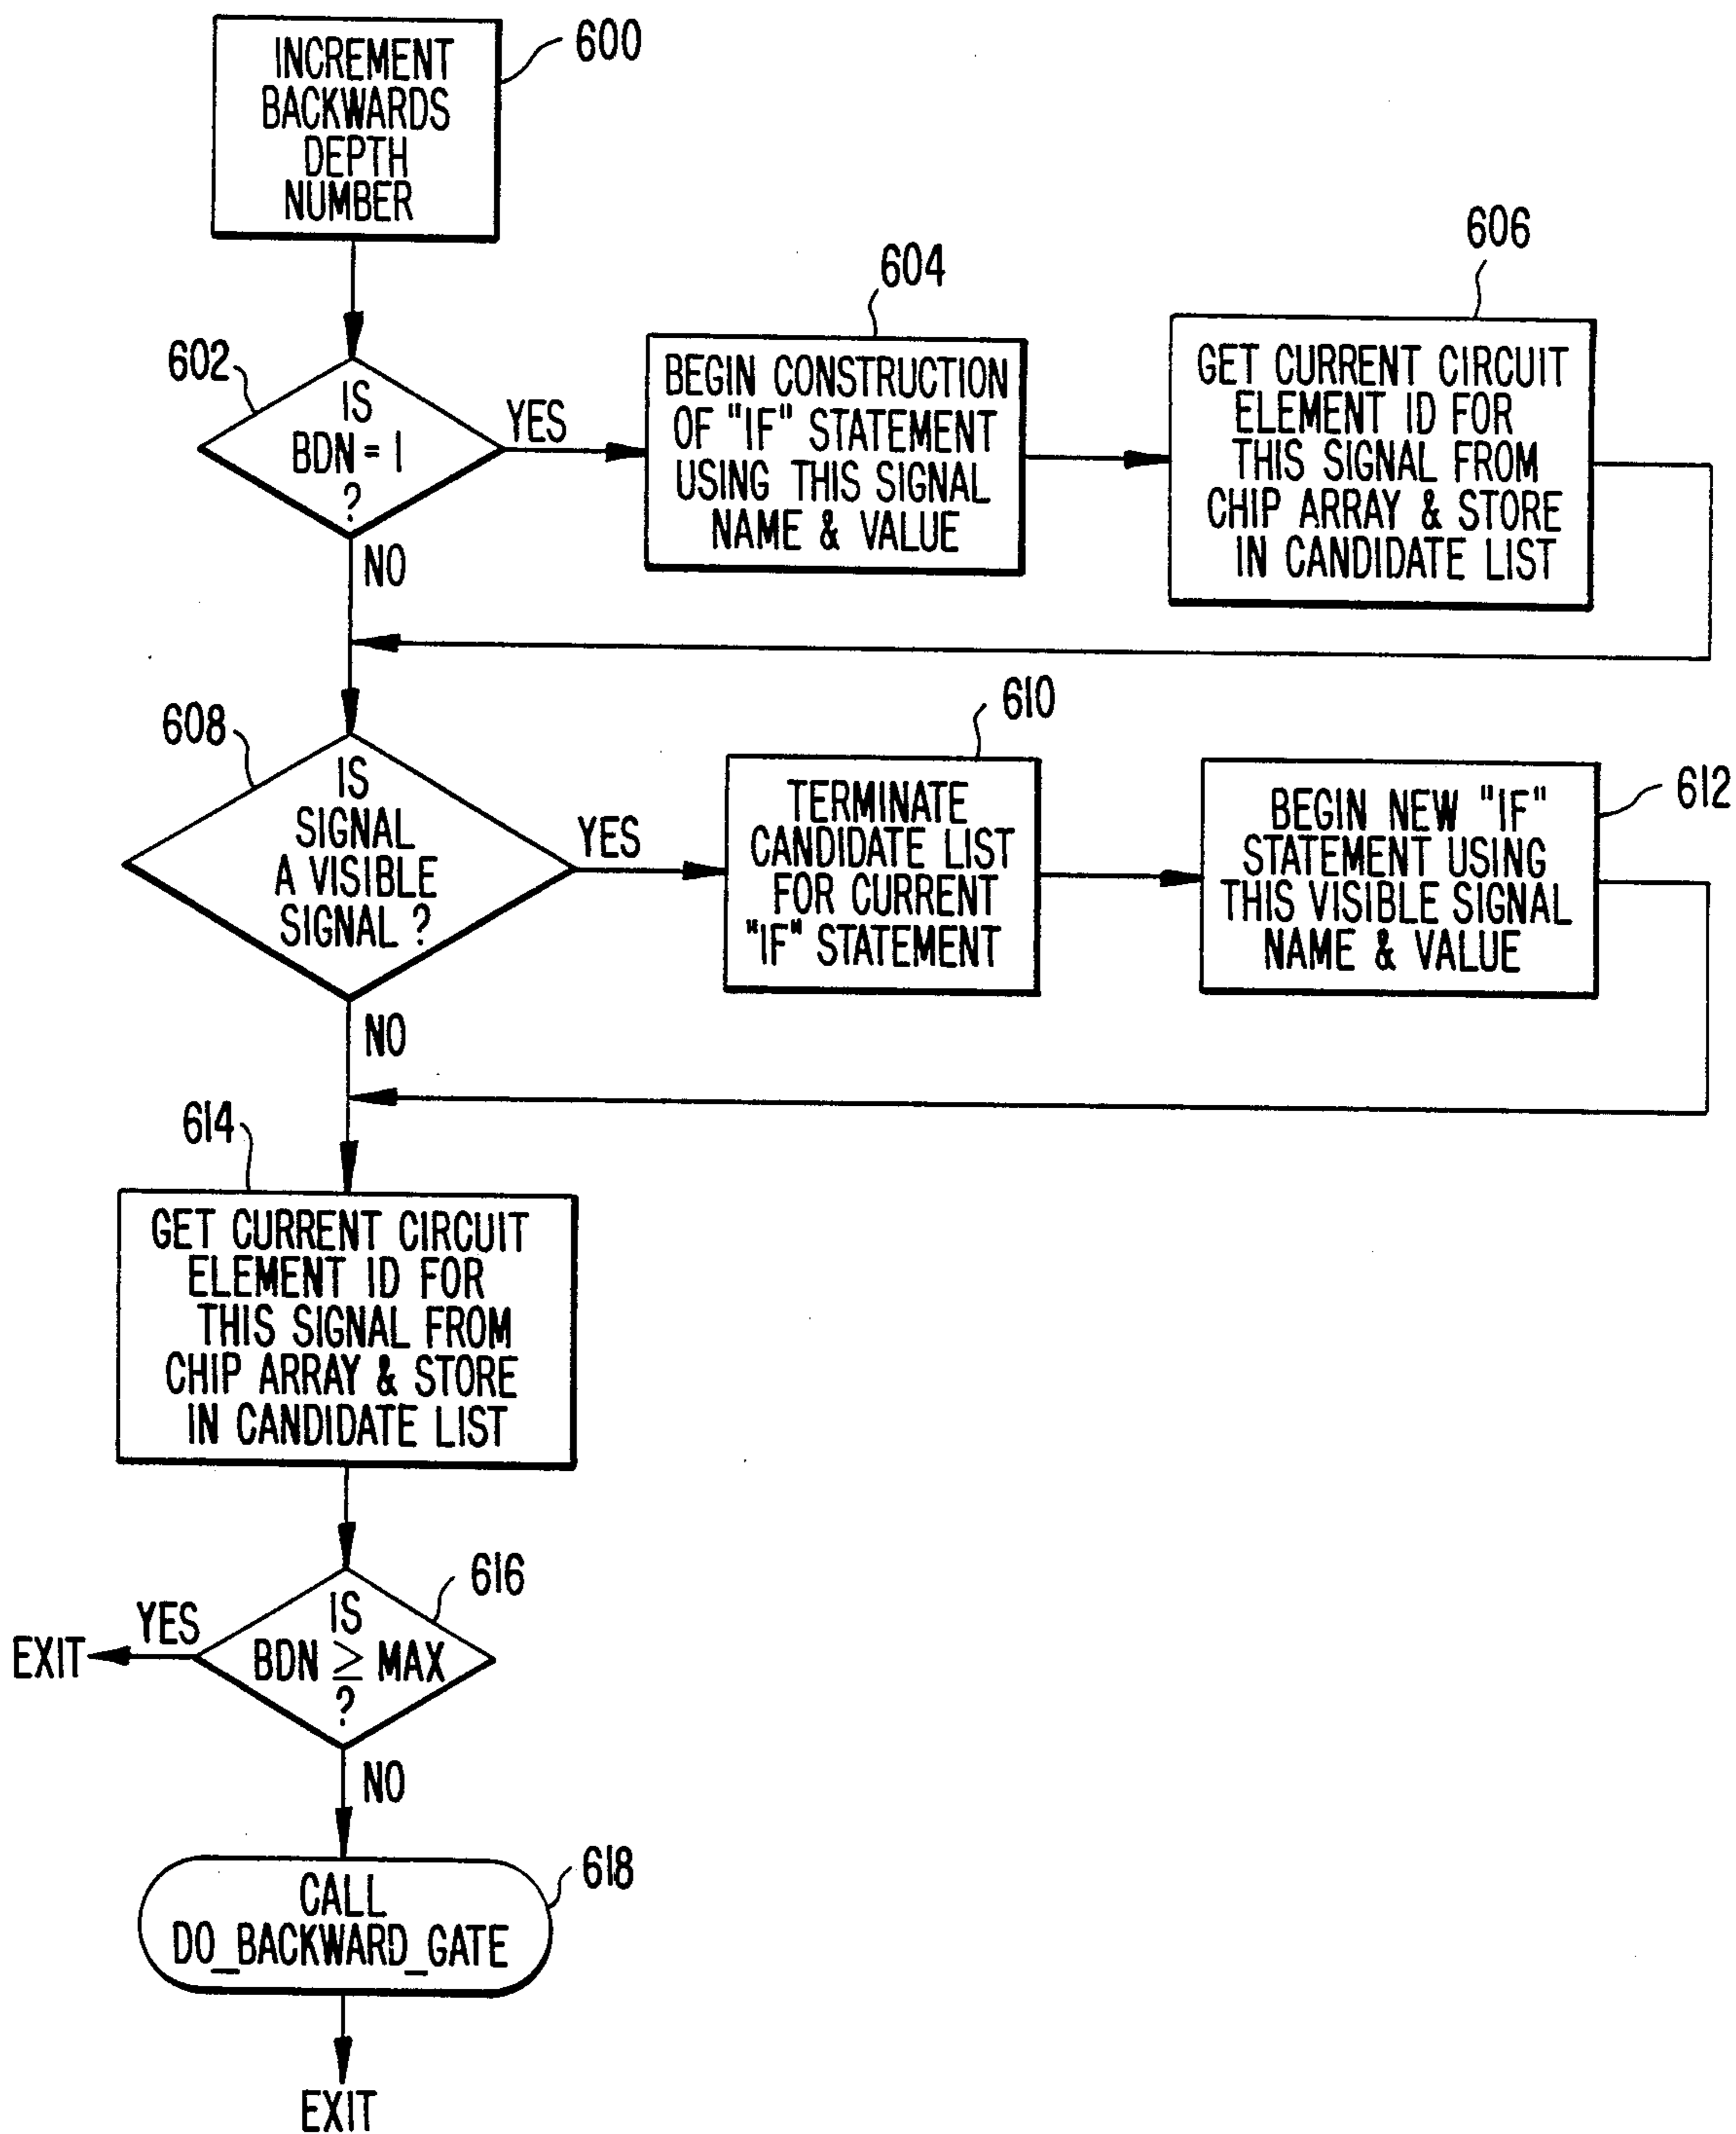 600
INCREMENT
BACKWARDS
DEPTH
NUMBER
602
IS
BDN = 1
?
YES
NO
604
BEGIN CONSTRUCTION
OF "IF" STATEMENT
USING THIS SIGNAL
NAME & VALUE
606
GET CURRENT CIRCUIT
ELEMENT ID FOR
THIS SIGNAL FROM
CHIP ARRAY & STORE
IN CANDIDATE LIST
608
IS
SIGNAL
A VISIBLE
SIGNAL ?
YES
NO
610
TERMINATE
CANDIDATE LIST
FOR CURRENT
"IF" STATEMENT
612
BEGIN NEW "IF"
STATEMENT USING
THIS VISIBLE SIGNAL
NAME & VALUE
614
GET CURRENT CIRCUIT
ELEMENT ID FOR
THIS SIGNAL FROM
CHIP ARRAY & STORE
IN CANDIDATE LIST
616
IS
BDN ≥ MAX
?
YES
EXIT
NO
618
CALL
DO_BACKWARD_GATE
EXIT